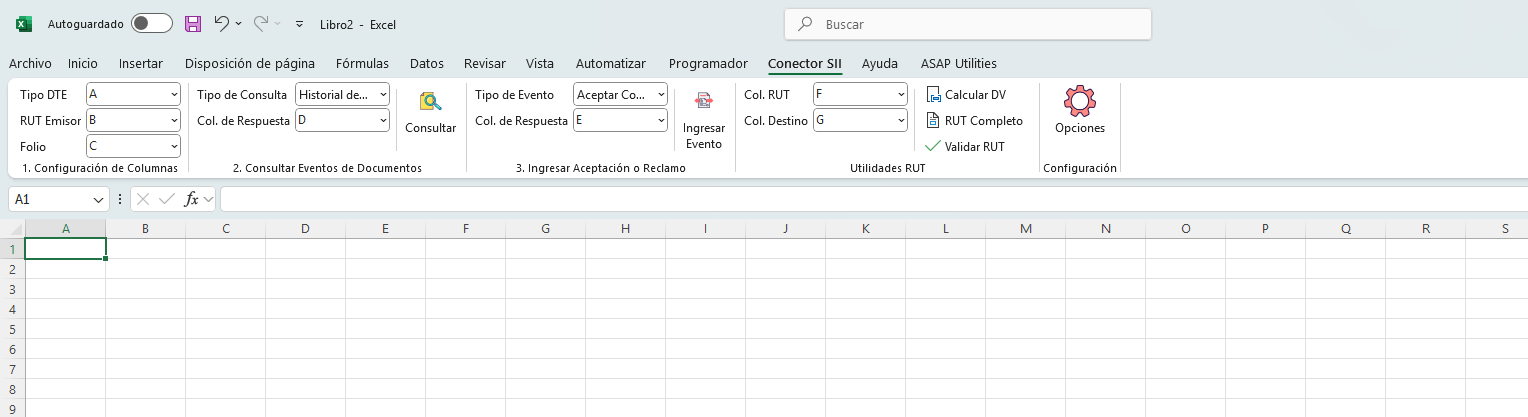 Autoguardado Libro2 - Excel Buscar
Archivo Inicio Insertar Disposición de página Fórmulas Datos Revisar Vista Automatizar Programador Conector SII Ayuda ASAP Utilities
Tipo DTE A
RUT Emisor B
Folio C
1. Configuración de Columnas
Tipo de Consulta Historial de...
Col. de Respuesta D
Consultar
2. Consultar Eventos de Documentos
Tipo de Evento Aceptar Co...
Col. de Respuesta E
Ingresar
Evento
3. Ingresar Aceptación o Reclamo
Col. RUT F
Col. Destino G
Calcular DV
RUT Completo
Validar RUT
Utilidades RUT
Opciones
Configuración
A1 fx
A B C D E F G H I J K L M N O P Q R S
1
2
3
4
5
6
7
8
9